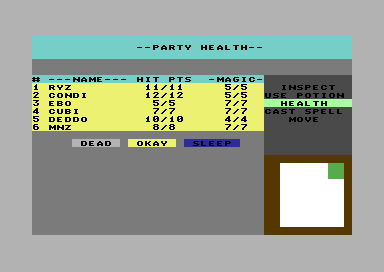 --PARTY HEALTH--
# ---NAME--- HIT PTS -MAGIC-
1 RYZ 11/11 5/5
2 CONDI 12/12 5/5
3 EBO 5/5 7/7
4 CUBI 7/7 7/7
5 DEDDO 10/10 4/4
6 MNZ 8/8 7/7
DEAD OKAY SLEEP
INSPECT
USE POTION
HEALTH
CAST SPELL
MOVE